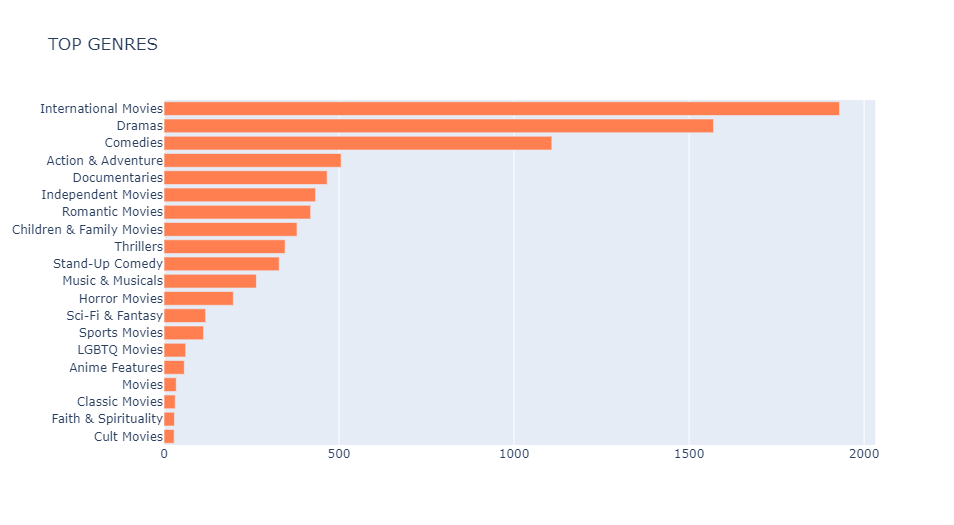 TOP GENRES
International Movies
Dramas
Comedies
Action & Adventure
Documentaries
Independent Movies
Romantic Movies
Children & Family Movies
Thrillers
Stand-Up Comedy
Music & Musicals
Horror Movies
Sci-Fi & Fantasy
Sports Movies
LGBTQ Movies
Anime Features
Movies
Classic Movies
Faith & Spirituality
Cult Movies
0 500 1000 1500 2000